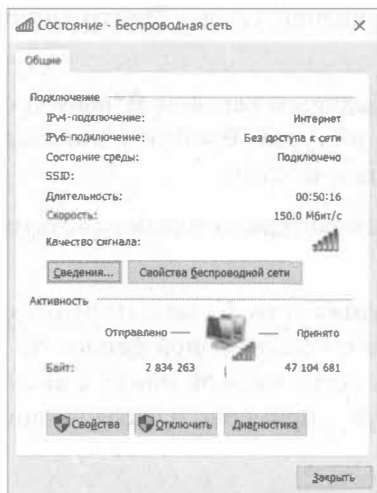 Состояние - Беспроводная сеть
Общие
Подключение
IPv4-подключение: Интернет
IPv6-подключение: Без доступа к сети
Состояние среды: Подключено
SSID:
Длительность: 00:50:16
Скорость: 150.0 Мбит/с
Качество сигнала:
Сведения... Свойства беспроводной сети
Активность
Отправлено — Принято
Байт: 2 834 263 47 104 681
Свойства Отключить Диагностика
Закрыть